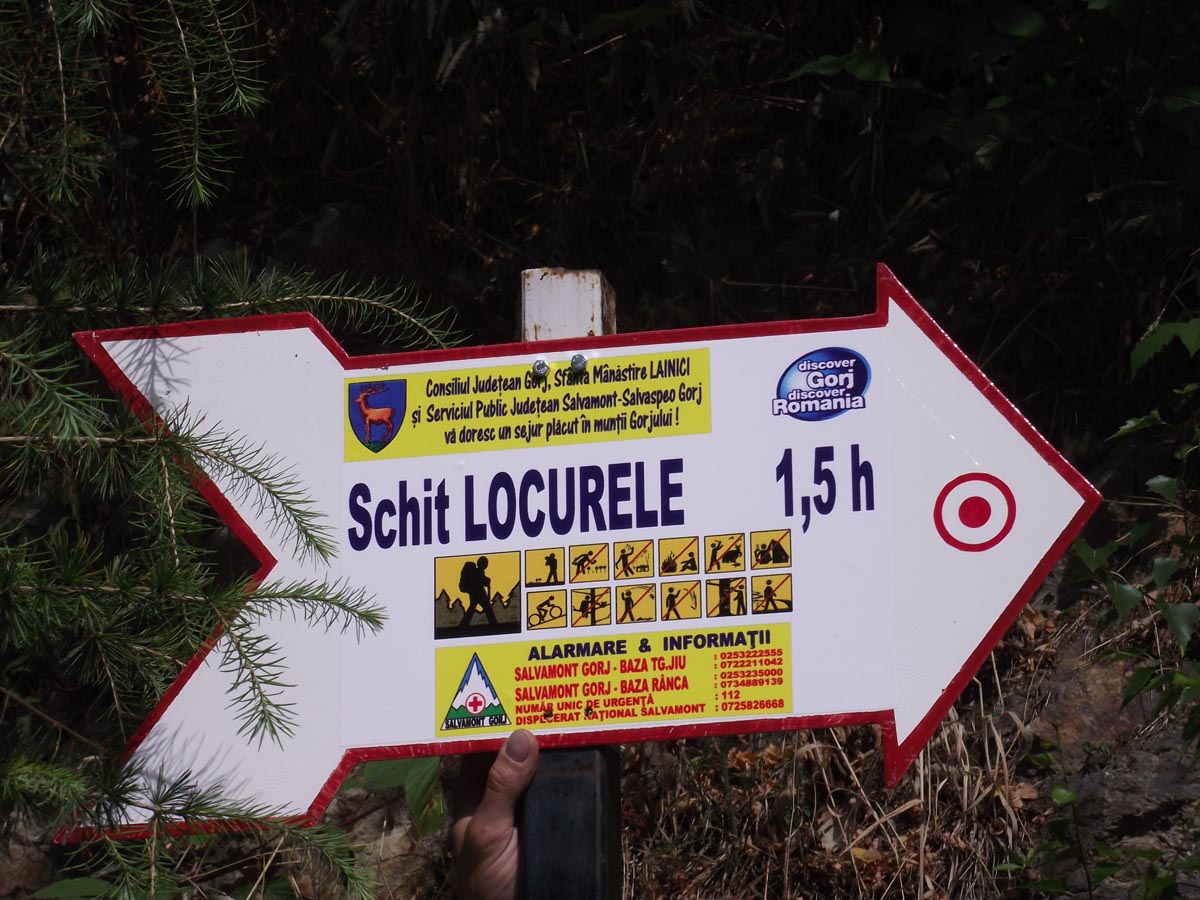 Consiliul Județean Gorj, Sfânta Mânăstire LAINICI
și Serviciul Public Județean Salvamont-Salvaspeo Gorj
vă doresc un sejur plăcut în munții Gorjului !
discover
Gorj
discover
Romania
Schit LOCURELE 1,5 h
ALARMARE & INFORMAȚII
SALVAMONT GORJ - BAZA TG.JIU : 0253222555
: 0722211042
SALVAMONT GORJ - BAZA RÂNCA : 0253235000
: 0734889139
NUMĂR UNIC DE URGENȚĂ : 112
DISPECERAT NAȚIONAL SALVAMONT : 0725826668
SALVAMONT GORJ